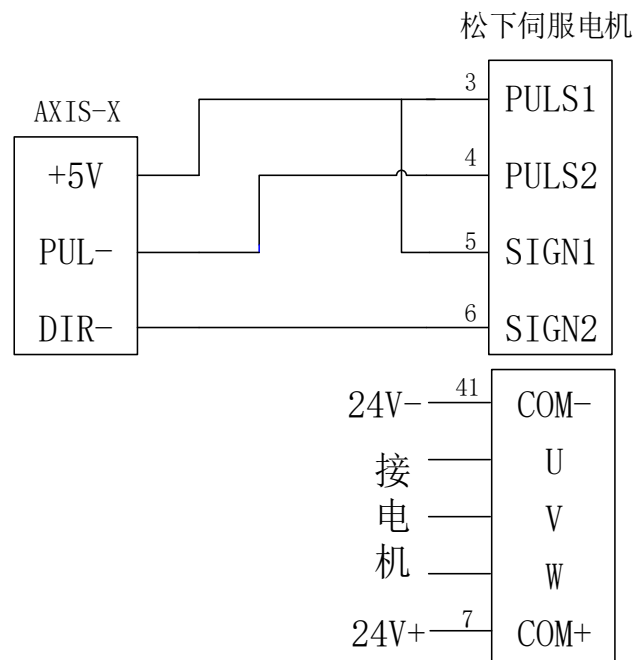 松下伺服电机
AXIS-X
3 PULS1
+5V
4 PULS2
PUL-
5 SIGN1
DIR-
6 SIGN2
24V- 41 COM-
接电机
U
V
W
24V+ 7 COM+